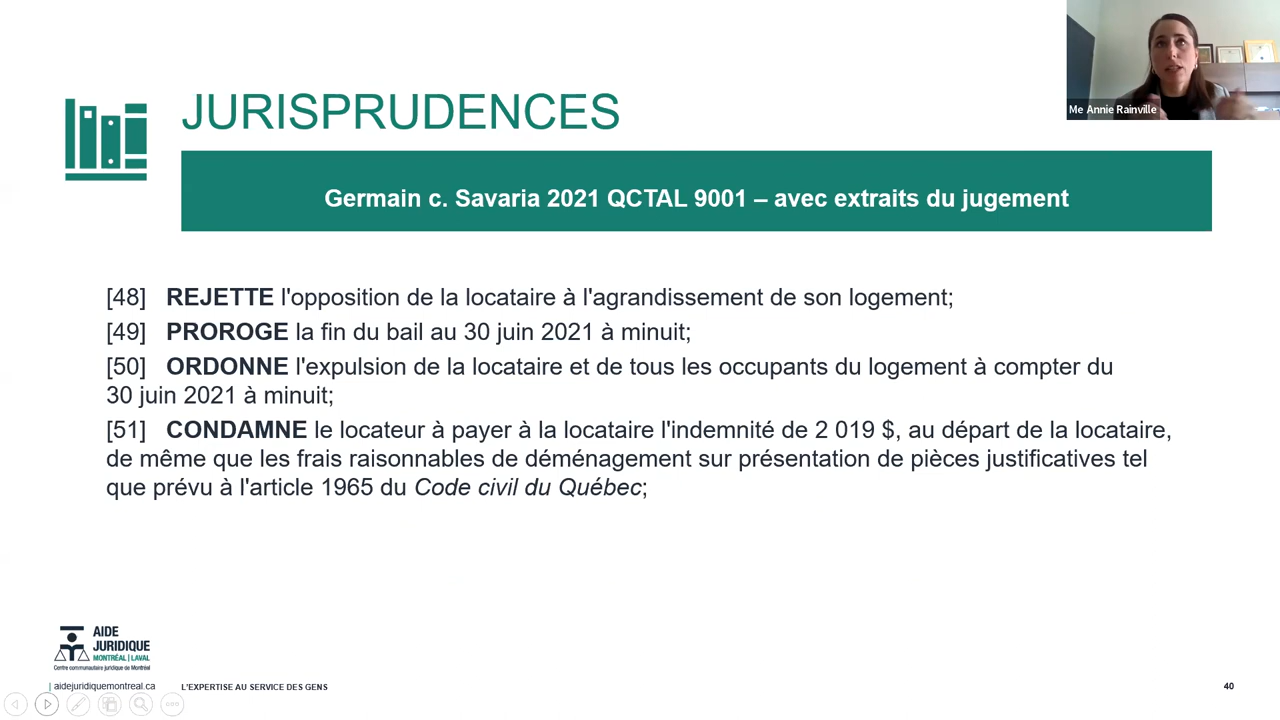 Me Annie Rainville
JURISPRUDENCES
Germain c. Savaria 2021 QCTAL 9001 – avec extraits du jugement
[48] REJETTE l'opposition de la locataire à l'agrandissement de son logement;
[49] PROROGE la fin du bail au 30 juin 2021 à minuit;
[50] ORDONNE l'expulsion de la locataire et de tous les occupants du logement à compter du
30 juin 2021 à minuit;
[51] CONDAMNE le locateur à payer à la locataire l'indemnité de 2 019 $, au départ de la locataire,
de même que les frais raisonnables de déménagement sur présentation de pièces justificatives tel
que prévu à l'article 1965 du Code civil du Québec;
AIDE
JURIDIQUE
MONTRÉAL | LAVAL
Centre communautaire juridique de Montréal
| aidejuridiquemontreal.ca
L'EXPERTISE AU SERVICE DES GENS
40